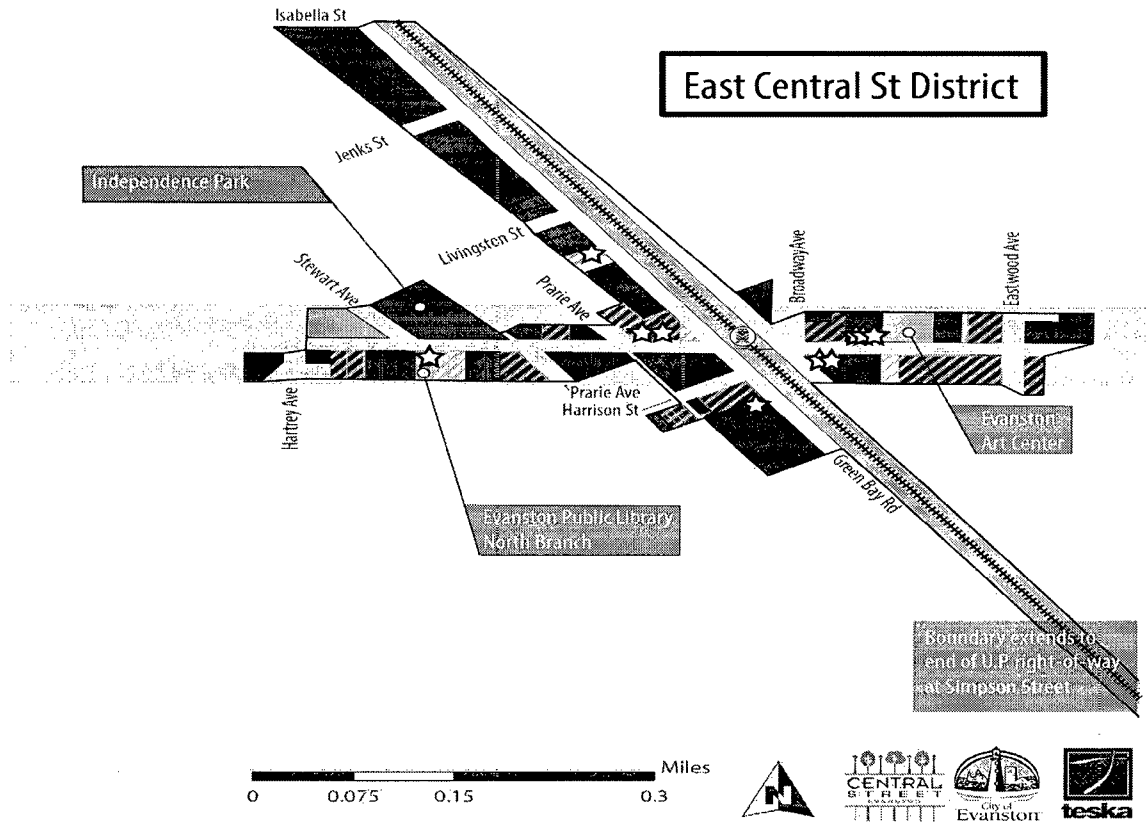 Isabella St
East Central St District
Jenks St
Independence Park
Livingston St
Stewart Ave
Prarie Ave
Broadway Ave
Eastwood Ave
Hartrey Ave
Prarie Ave
Harrison St
Evanston
Art Center
Green Bay Rd
Evanston Public Library
North Branch
Boundary extends to
end of U.P. right-of-way
at Simpson Street
Miles
0 0.075 0.15 0.3
N
CENTRAL
STREET
City of
Evanston
teska